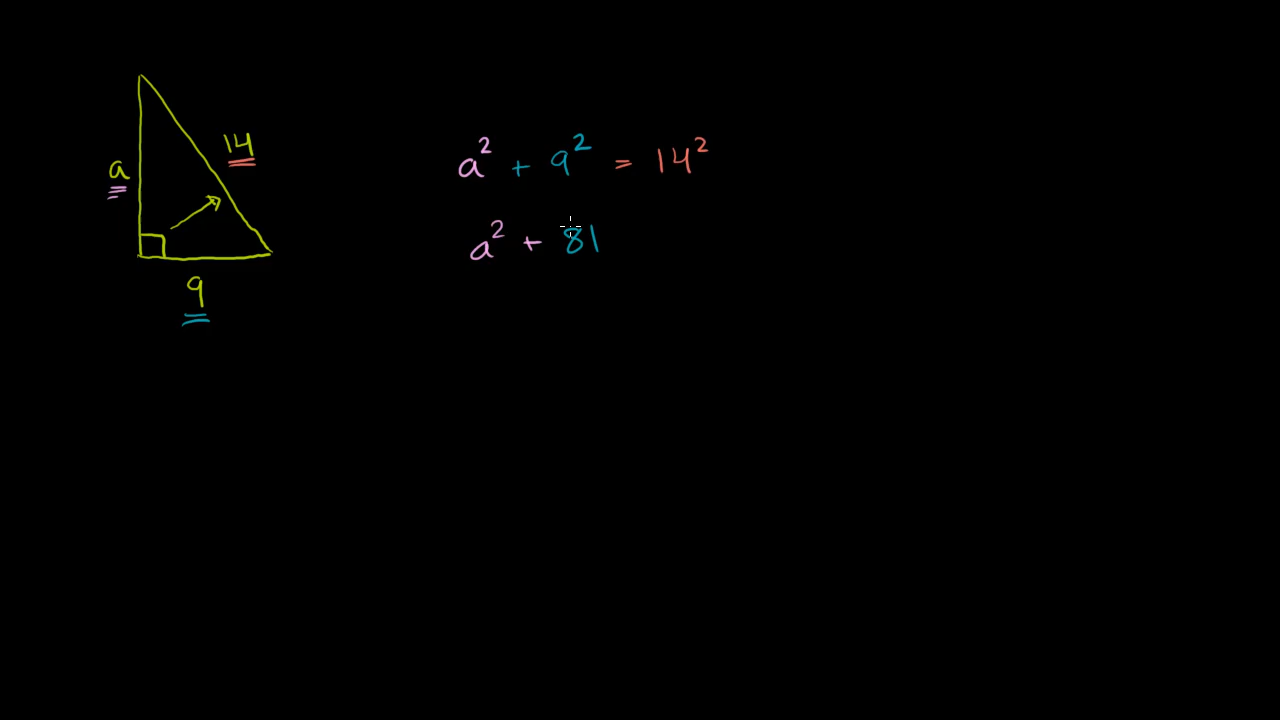 14
a
9
a² + 9² = 14²
a² + 81